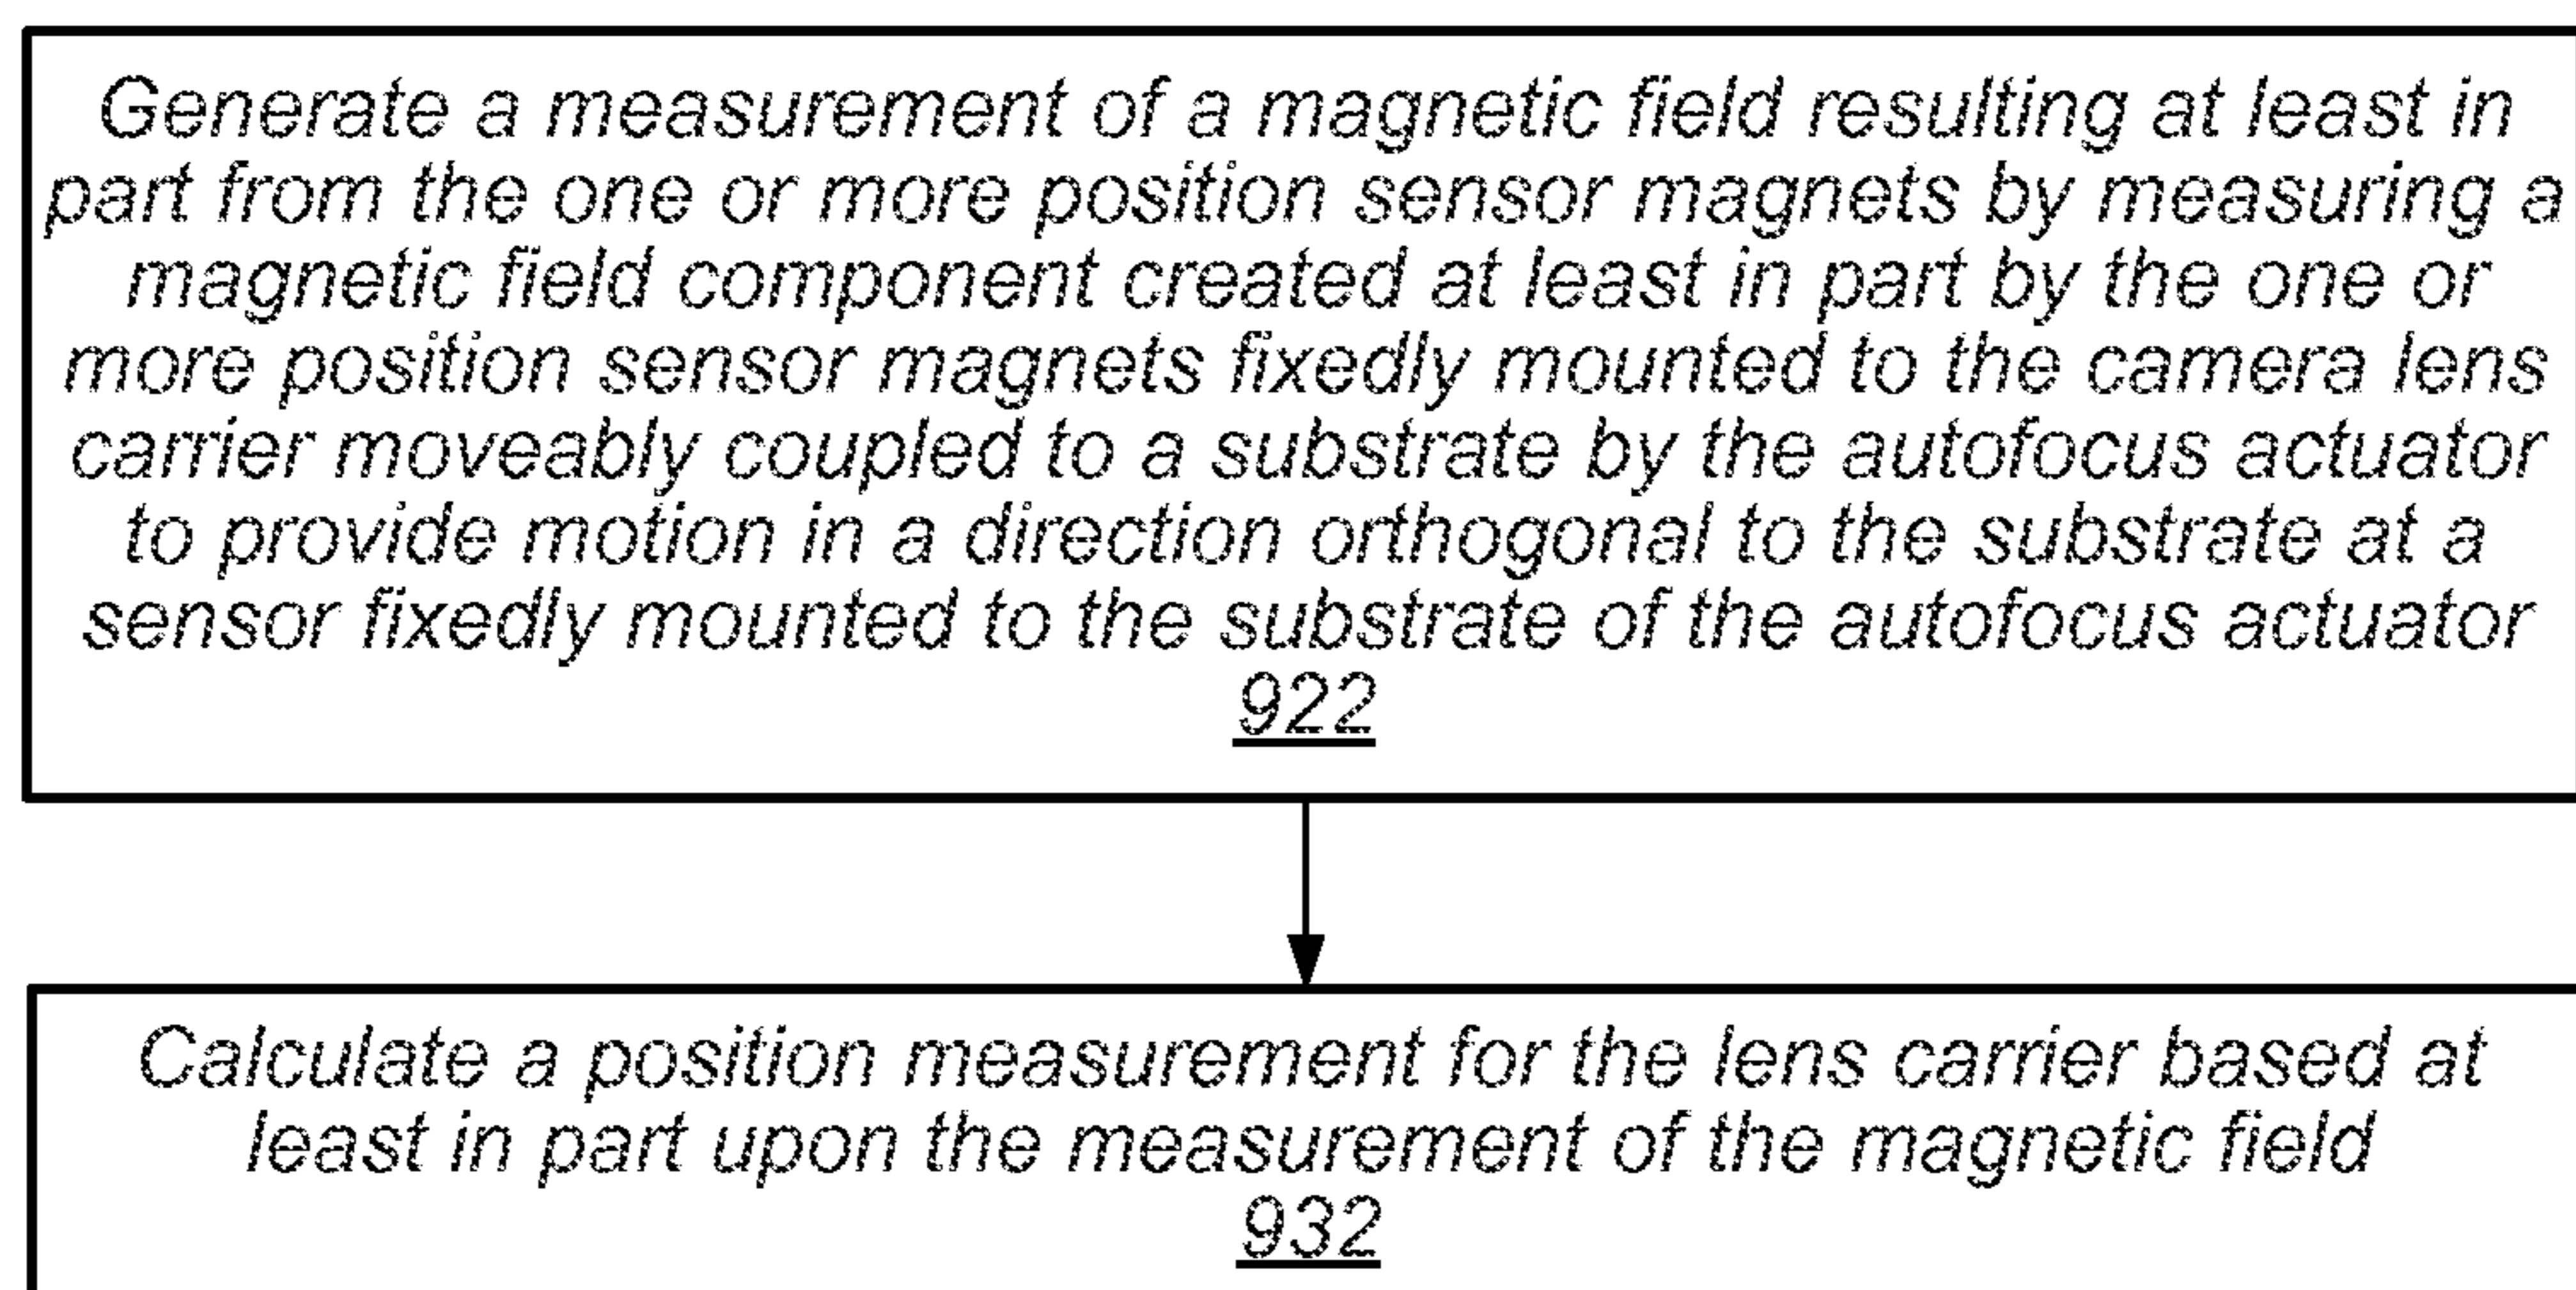 Generate a measurement of a magnetic field resulting at least in
part from the one or more position sensor magnets by measuring a
magnetic field component created at least in part by the one or
more position sensor magnets fixedly mounted to the camera lens
carrier moveably coupled to a substrate by the autofocus actuator
to provide motion in a direction orthogonal to the substrate at a
sensor fixedly mounted to the substrate of the autofocus actuator
922
Calculate a position measurement for the lens carrier based at
least in part upon the measurement of the magnetic field
932